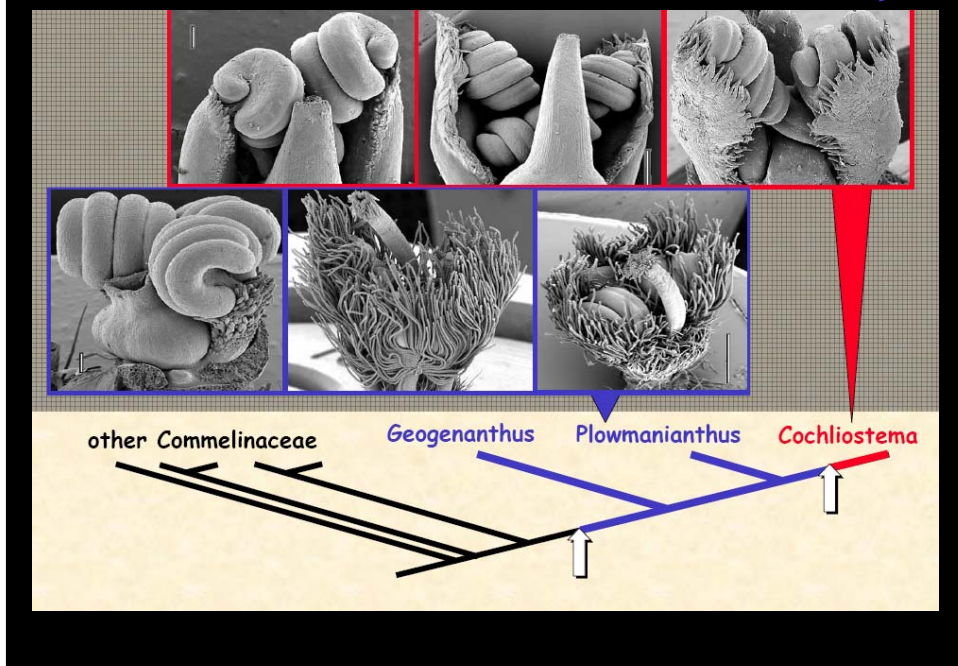 other Commelinaceae
Geogenanthus
Plowmanianthus
Cochliostema